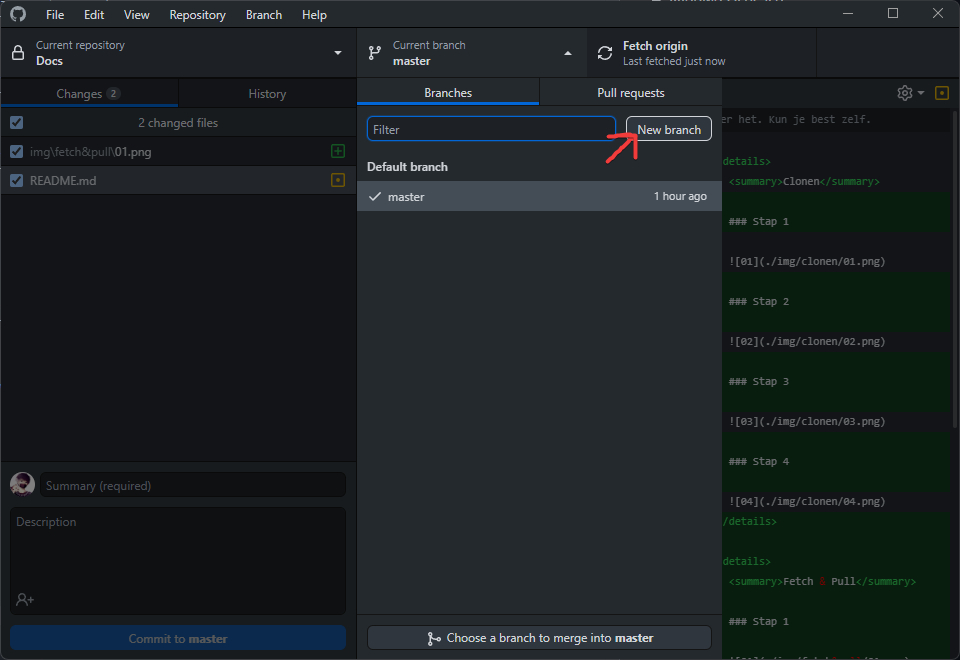 File Edit View Repository Branch Help
Current repository
Docs
Current branch
master
Fetch origin
Last fetched just now
Changes 2 History
Branches Pull requests
2 changed files
Filter New branch
img\fetch&pull\01.png
README.md
Default branch
master 1 hour ago
er het. Kun je best zelf.
details>
<summary>Clonen</summary>
### Stap 1
![01](./img/clonen/01.png)
### Stap 2
![02](./img/clonen/02.png)
### Stap 3
![03](./img/clonen/03.png)
### Stap 4
![04](./img/clonen/04.png)
/details>
details>
<summary>Fetch & Pull</summary>
### Stap 1
Summary (required)
Description
Commit to master
Choose a branch to merge into master